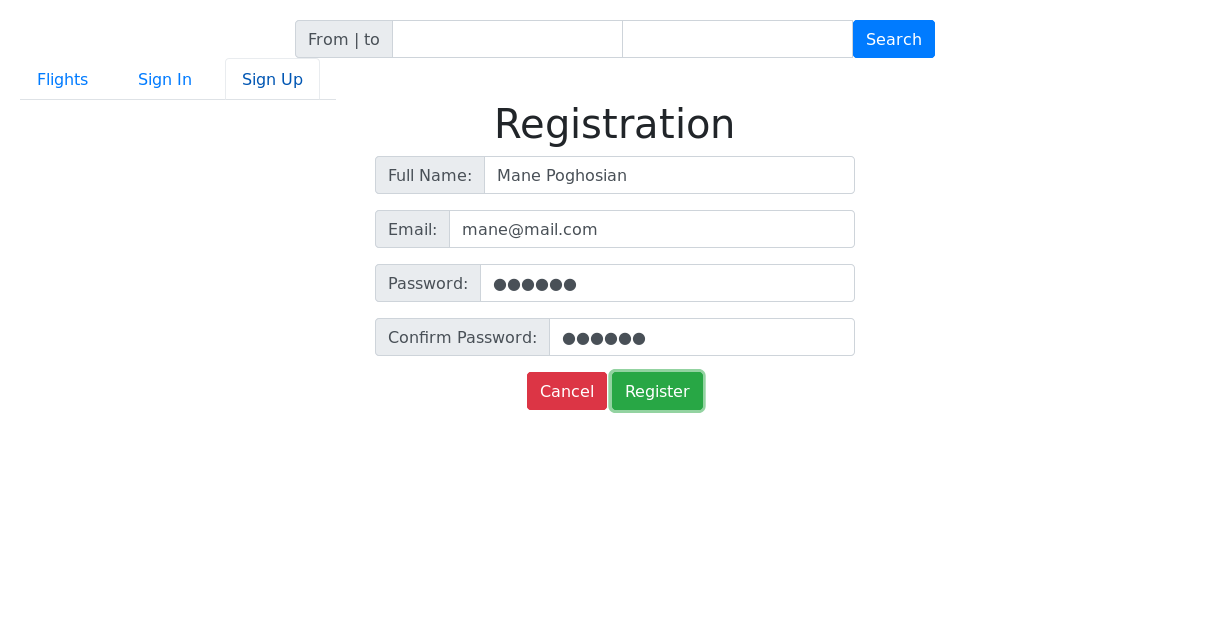 From | to Search
Flights Sign In Sign Up
Registration
Full Name: Mane Poghosian
Email: mane@mail.com
Password: ●●●●●●
Confirm Password: ●●●●●●
Cancel Register